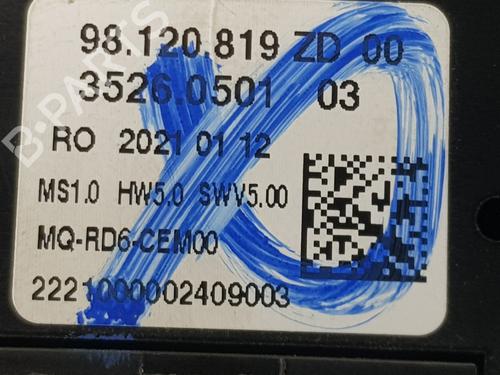 98.120.819 ZD 00
3526.0501 03
RO 2021 01 12
MS1.0 HW5.0 SWV5.00
MQ-RD6-CEM00
2221000002409003
B-PARTS